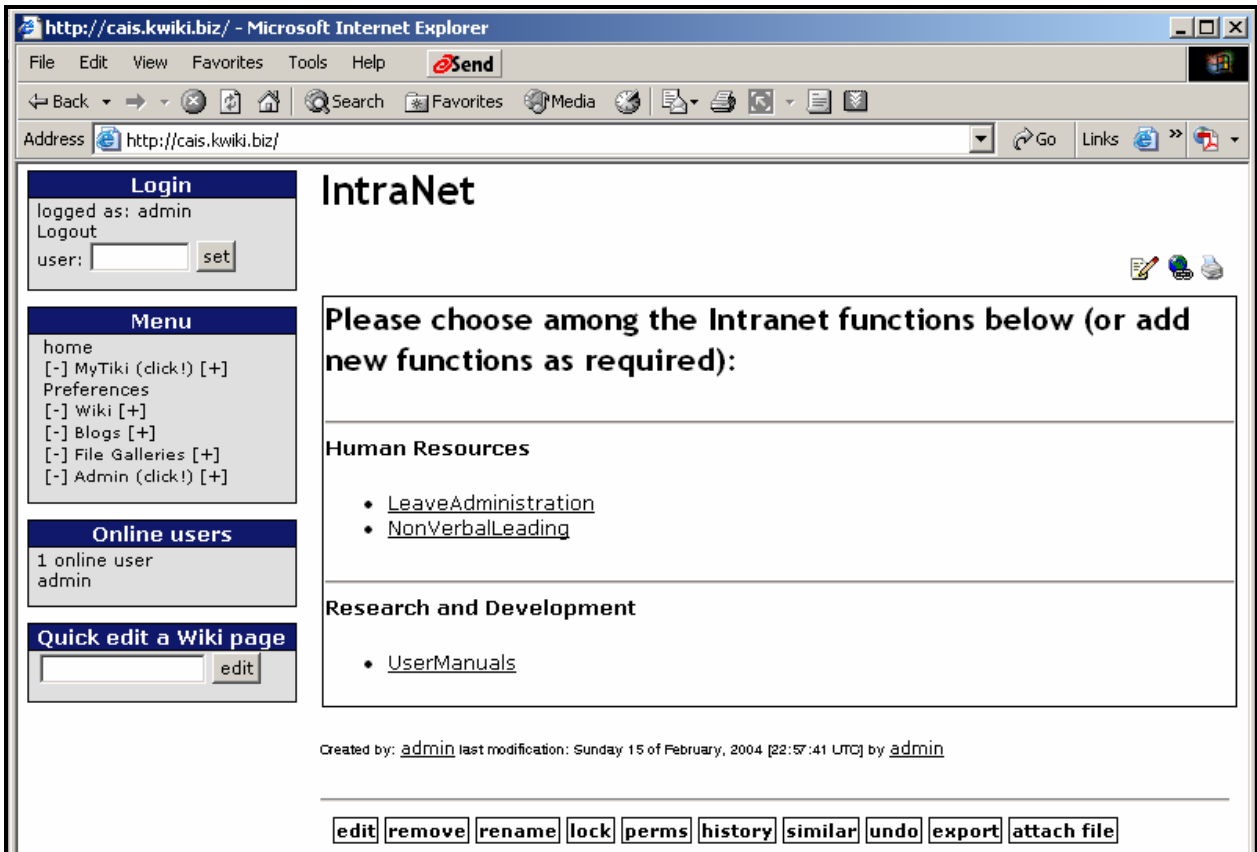 http://cais.kwiki.biz/ - Microsoft Internet Explorer
File Edit View Favorites Tools Help eSend
Back Search Favorites Media
Address http://cais.kwiki.biz/ Go Links »
Login
logged as: admin
Logout
user: set
Menu
home
[-] MyTiki (click!) [+]
Preferences
[-] Wiki [+]
[-] Blogs [+]
[-] File Galleries [+]
[-] Admin (click!) [+]
Online users
1 online user
admin
Quick edit a Wiki page
edit
IntraNet
Please choose among the Intranet functions below (or add
new functions as required):
Human Resources
• LeaveAdministration
• NonVerbalLeading
Research and Development
• UserManuals
Created by: admin last modification: Sunday 15 of February, 2004 [22:57:41 UTC] by admin
edit remove rename lock perms history similar undo export attach file